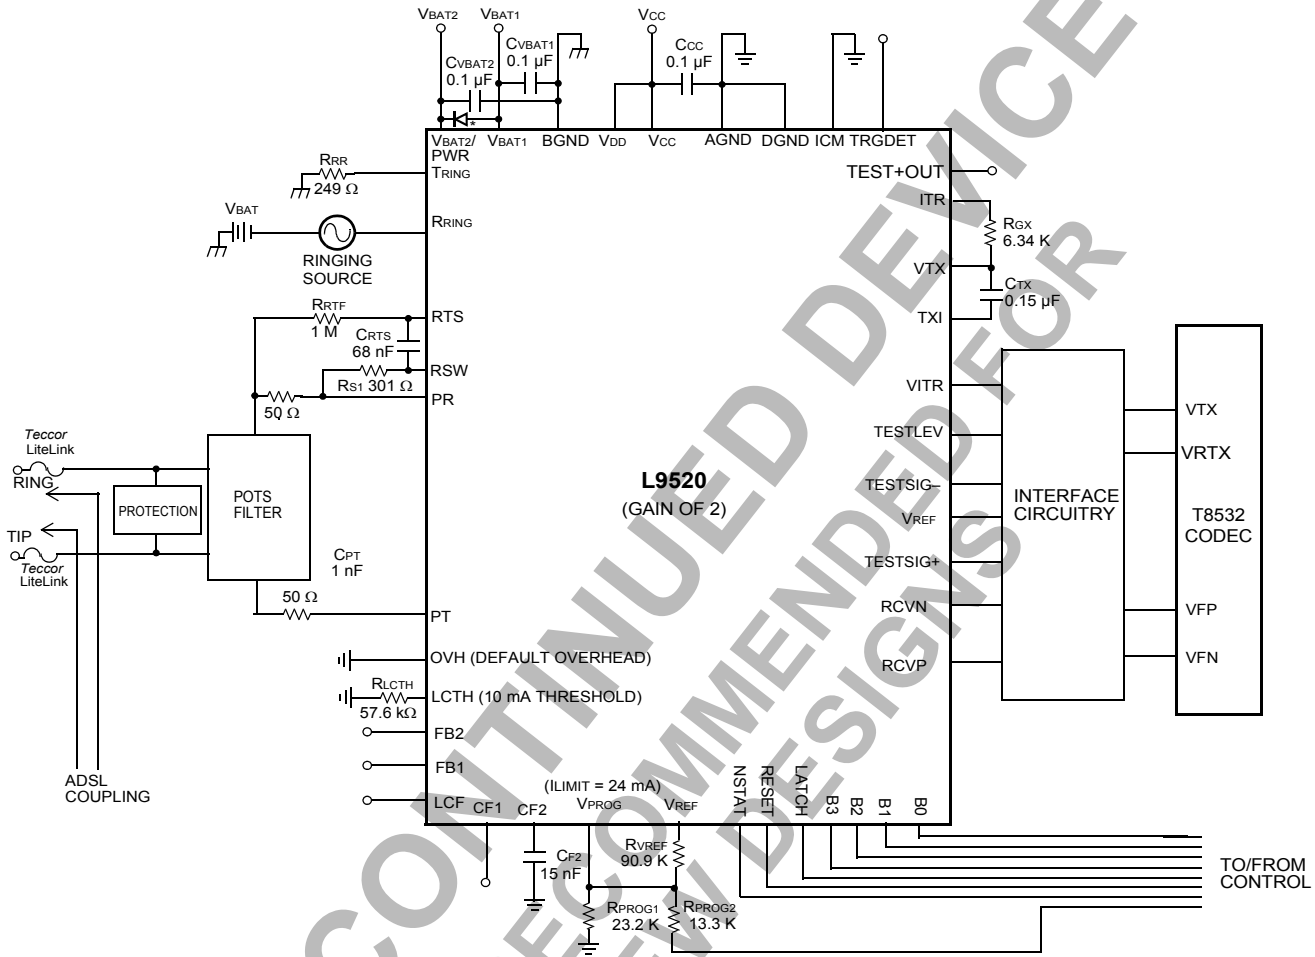 VBAT2
VBAT1
VCC
CVBAT1
0.1 µF
CVBAT2
0.1 µF
CCC
0.1 µF
*
VBAT2/
PWR
VBAT1
BGND
VDD
VCC
AGND
DGND
ICM
TRGDET
RRR
249 Ω
TRING
TEST+OUT
ITR
VBAT
RRING
RINGING
SOURCE
RGX
6.34 K
VTX
CTX
0.15 µF
TXI
RRTF
1 M
RTS
CRTS
68 nF
RSW
RS1 301 Ω
PR
50 Ω
VITR
TESTLEV
TESTSIG–
VREF
TESTSIG+
RCVN
RCVP
INTERFACE
CIRCUITRY
VTX
VRTX
T8532
CODEC
VFP
VFN
Teccor
LiteLink
RING
PROTECTION
POTS
FILTER
TIP
Teccor
LiteLink
L9520
(GAIN OF 2)
CPT
1 nF
50 Ω
PT
OVH (DEFAULT OVERHEAD)
RLCTH
57.6 kΩ
LCTH (10 mA THRESHOLD)
FB2
FB1
LCF
ADSL
COUPLING
CF1
CF2
(ILIMIT = 24 mA)
VPROG
VREF
NSTAT
RESET
LATCH
B3
B2
B1
B0
CF2
15 nF
RVREF
90.9 K
RPROG1
23.2 K
RPROG2
13.3 K
TO/FROM
CONTROL
CONTINUED DEVICE
ECOMMENDED FOR
EW DESIGNS